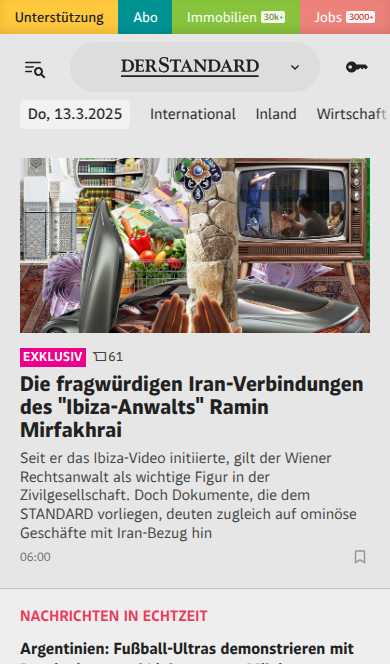 Unterstützung
Abo
Immobilien 30k+
Jobs 3000+
DERSTANDARD
Do, 13.3.2025
International
Inland
Wirtschaft
EXKLUSIV 61
Die fragwürdigen Iran-Verbindungen
des "Ibiza-Anwalts" Ramin
Mirfakhrai
Seit er das Ibiza-Video initiierte, gilt der Wiener
Rechtsanwalt als wichtige Figur in der
Zivilgesellschaft. Doch Dokumente, die dem
STANDARD vorliegen, deuten zugleich auf ominöse
Geschäfte mit Iran-Bezug hin
06:00
NACHRICHTEN IN ECHTZEIT
Argentinien: Fußball-Ultras demonstrieren mit